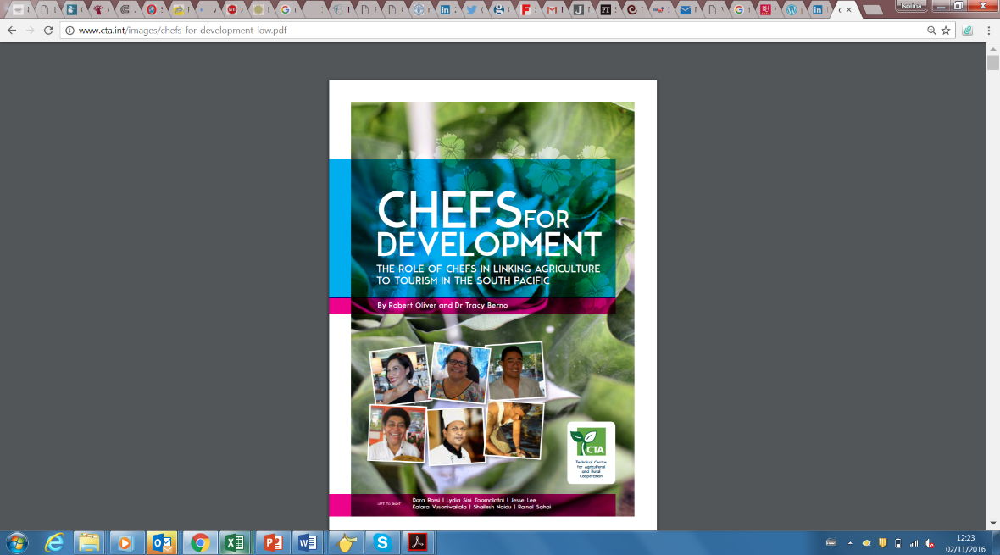 Isolina
www.cta.int/images/chefs-for-development-low.pdf
CHEFS FOR
DEVELOPMENT
THE ROLE OF CHEFS IN LINKING AGRICULTURE
TO TOURISM IN THE SOUTH PACIFIC
By Robert Oliver and Dr Tracy Berno
CTA
Technical Centre
for Agricultural
and Rural
Cooperation
LEFT TO RIGHT
Dora Rossi | Lydia Sini To'omalatai | Jesse Lee
Kalara Vusoniwailala | Shailesh Naidu | Rainal Sahai
12:23
02/11/2016